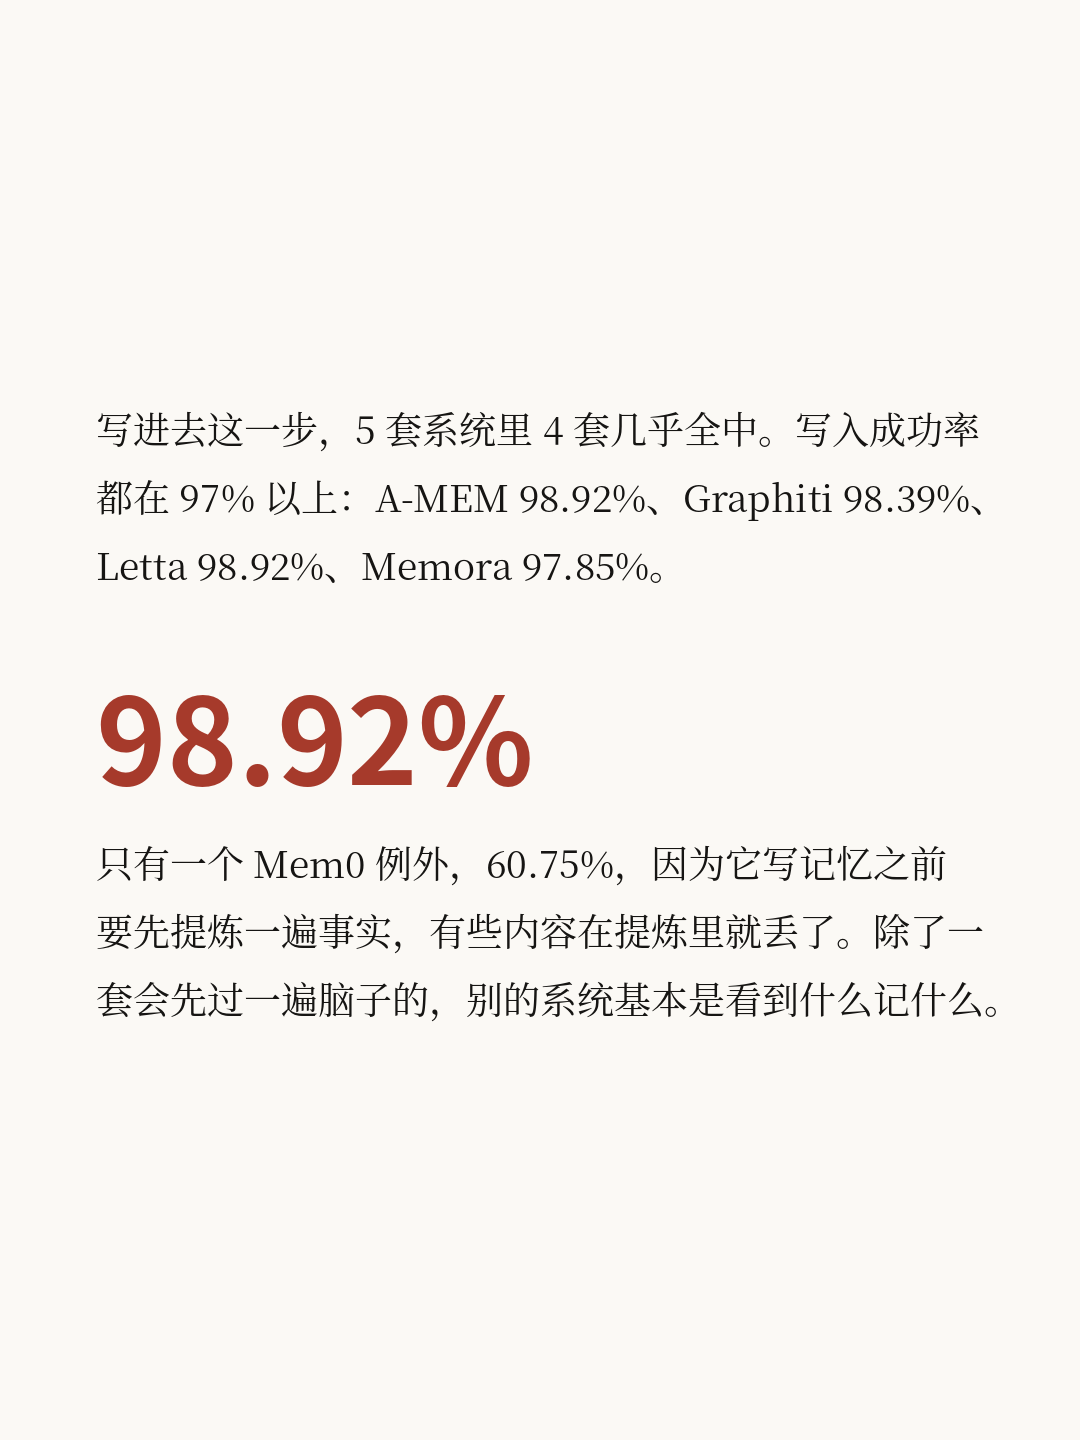 写进去这一步，5 套系统里 4 套几乎全中。写入成功率
都在 97% 以上：A-MEM 98.92%、Graphiti 98.39%、
Letta 98.92%、Memora 97.85%。
98.92%
只有一个 Mem0 例外，60.75%，因为它写记忆之前
要先提炼一遍事实，有些内容在提炼里就丢了。除了一
套会先过一遍脑子的，别的系统基本是看到什么记什么。